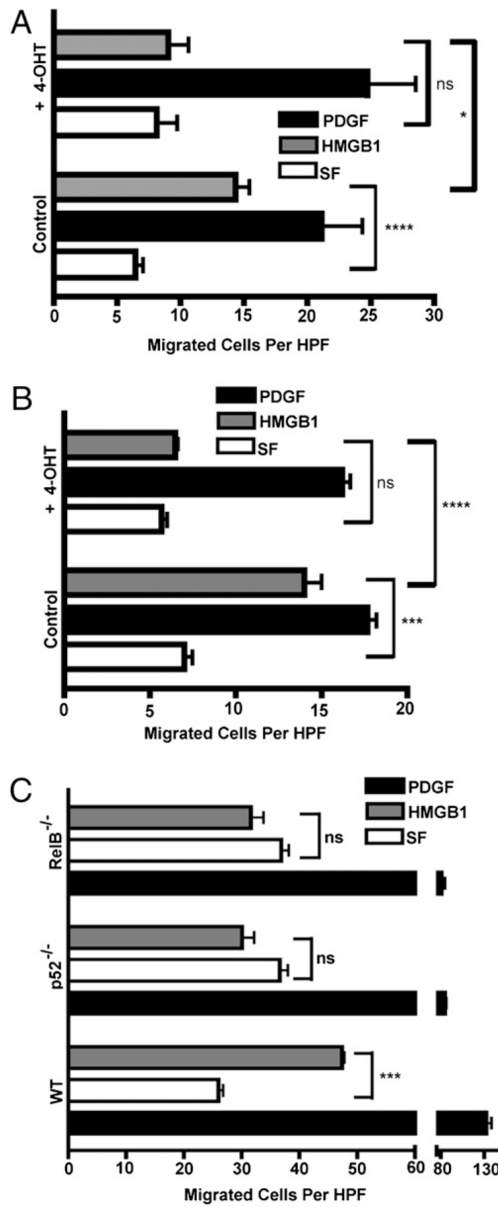 A
+ 4-OHT
Control
ns
*
****
PDGF
HMGB1
SF
0 5 10 15 20 25 30
Migrated Cells Per HPF
B
PDGF
HMGB1
SF
+ 4-OHT
Control
ns
****
***
0 5 10 15 20
Migrated Cells Per HPF
C
PDGF
HMGB1
SF
RelB-/-
p52-/-
WT
ns
ns
***
0 10 20 30 40 50 60 80 130
Migrated Cells Per HPF